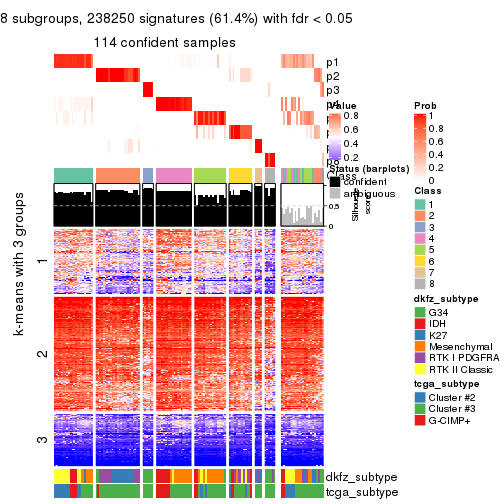 8 subgroups, 238250 signatures (61.4%) with fdr < 0.05
114 confident samples
p1
p2
p3
Value
0.8
0.6
0.4
0.2
Status (barplots)
confident
ambiguous
Class
0.5
0
Silhouette
score
k-means with 3 groups
1
2
3
dkfz_subtype
tcga_subtype
Prob
0.8
0.6
0.4
0.2
0
Class
1
2
3
4
5
6
7
8
dkfz_subtype
G34
IDH
K27
Mesenchymal
RTK I PDGFRA
RTK II Classic
tcga_subtype
Cluster #2
Cluster #3
G-CIMP+